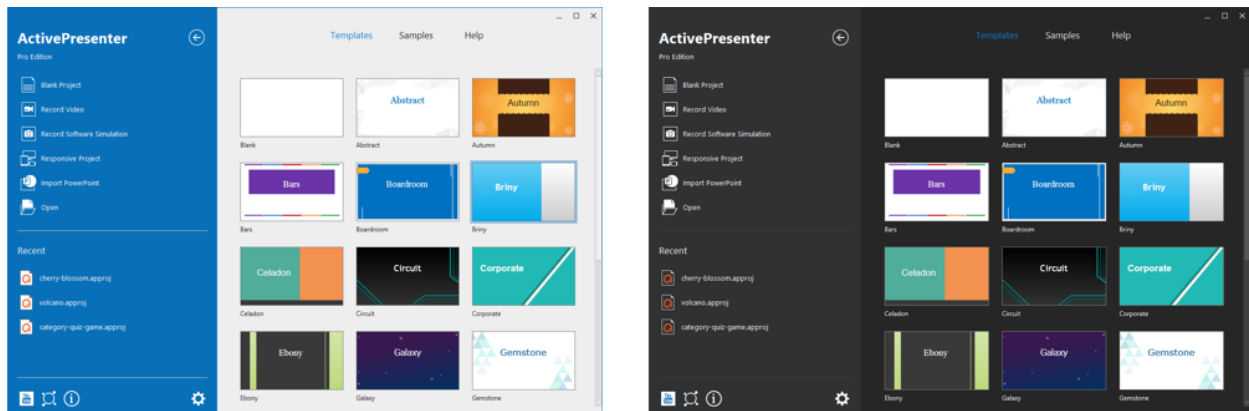 ActivePresenter
Pro Edition
Blank Project
Record Video
Record Software Simulation
Responsive Project
Import PowerPoint
Open
Recent
cherry-blossom.approj
volcano.approj
category-quiz-game.approj
Templates Samples Help
Abstract Autumn
Blank Abstract Autumn
Bars Boardroom Briny
Bars Boardroom Briny
Celadon Circuit Corporate
Celadon Circuit Corporate
Ebony Galaxy Gemstone
Ebony Galaxy Gemstone
ActivePresenter
Pro Edition
Blank Project
Record Video
Record Software Simulation
Responsive Project
Import PowerPoint
Open
Recent
cherry-blossom.approj
volcano.approj
category-quiz-game.approj
Templates Samples Help
Abstract Autumn
Blank Abstract Autumn
Bars Boardroom Briny
Bars Boardroom Briny
Celadon Circuit Corporate
Celadon Circuit Corporate
Ebony Galaxy Gemstone
Ebony Galaxy Gemstone